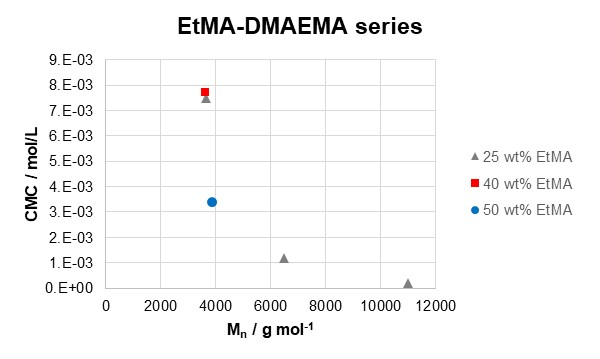 EtMA-DMAEMA series
9.E-03
8.E-03
7.E-03
6.E-03
5.E-03
4.E-03
3.E-03
2.E-03
1.E-03
0.E+00
CMC / mol/L
0 2000 4000 6000 8000 10000 12000
Mn / g mol-1
25 wt% EtMA
40 wt% EtMA
50 wt% EtMA